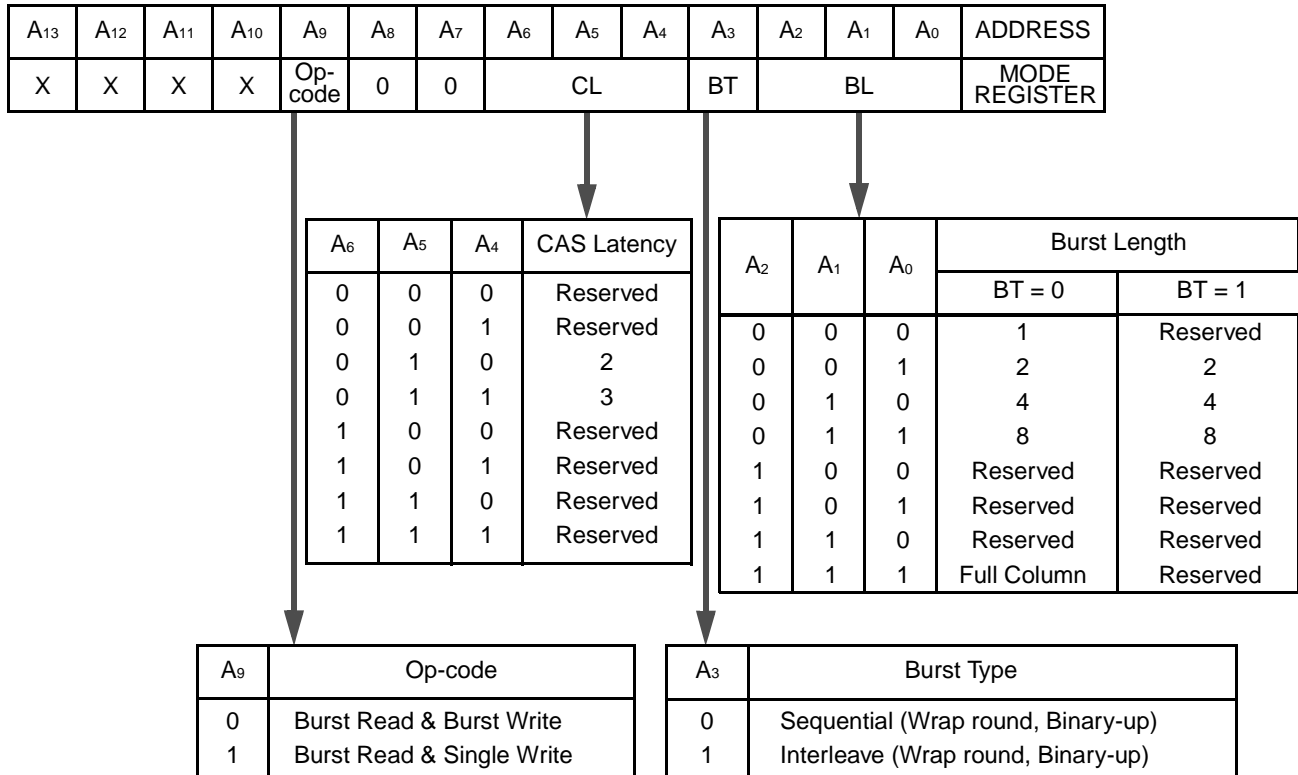 A13 A12 A11 A10 A9 A8 A7 A6 A5 A4 A3 A2 A1 A0 ADDRESS
X X X X Op-code 0 0 CL BT BL MODE REGISTER
A6 A5 A4 CAS Latency
0 0 0 Reserved
0 0 1 Reserved
0 1 0 2
0 1 1 3
1 0 0 Reserved
1 0 1 Reserved
1 1 0 Reserved
1 1 1 Reserved
A2 A1 A0 Burst Length
BT = 0 BT = 1
0 0 0 1 Reserved
0 0 1 2 2
0 1 0 4 4
0 1 1 8 8
1 0 0 Reserved Reserved
1 0 1 Reserved Reserved
1 1 0 Reserved Reserved
1 1 1 Full Column Reserved
A9 Op-code
0 Burst Read & Burst Write
1 Burst Read & Single Write
A3 Burst Type
0 Sequential (Wrap round, Binary-up)
1 Interleave (Wrap round, Binary-up)